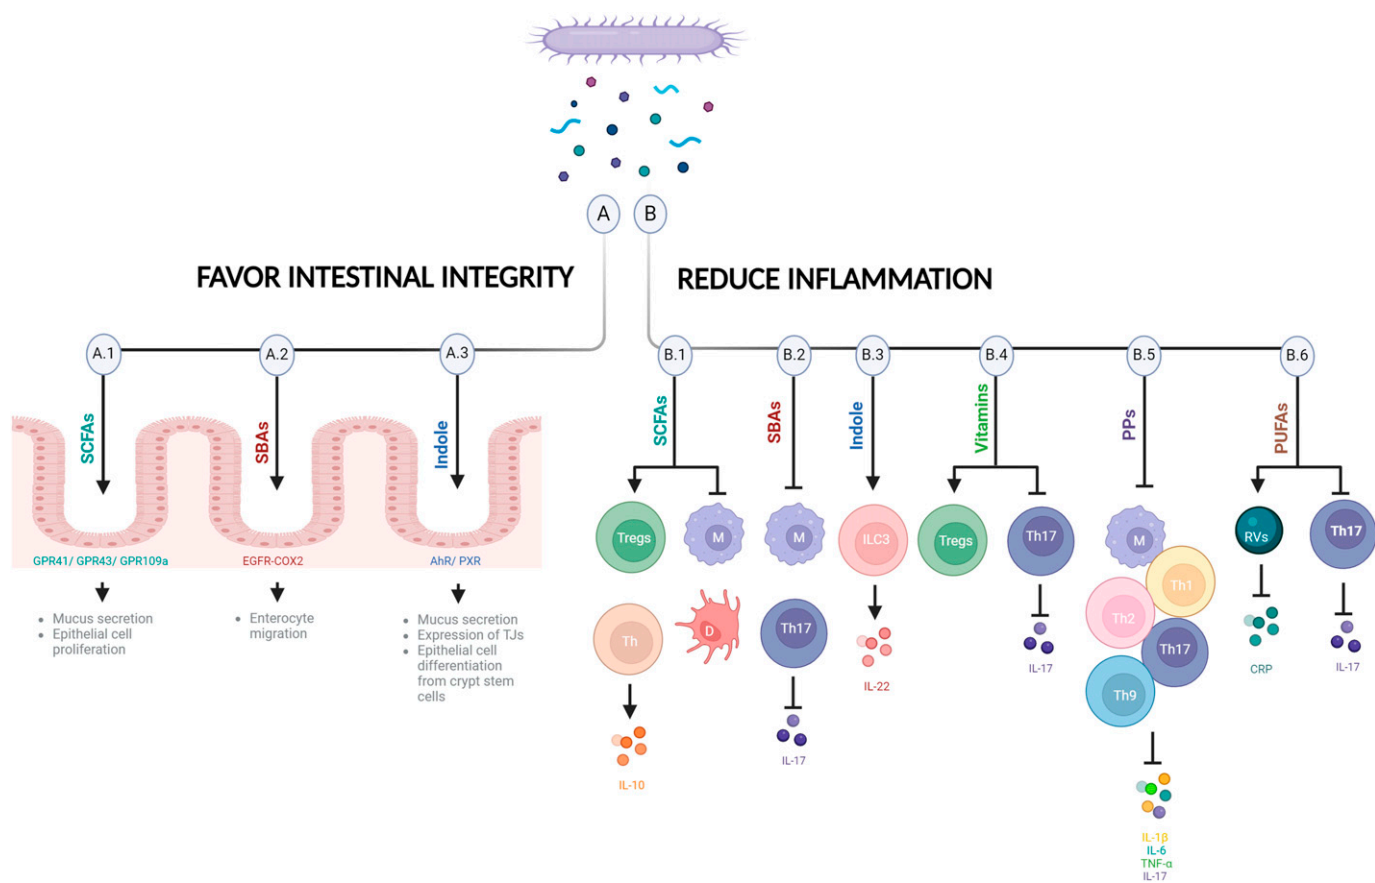 A
B
FAVOR INTESTINAL INTEGRITY
REDUCE INFLAMMATION
A.1
A.2
A.3
SCFAs
SBAs
Indole
GPR41/ GPR43/ GPR109a
EGFR-COX2
AhR/ PXR
• Mucus secretion
• Epithelial cell
proliferation
• Enterocyte
migration
• Mucus secretion
• Expression of TJs
• Epithelial cell
differentiation
from crypt stem
cells
B.1
B.2
B.3
B.4
B.5
B.6
SCFAs
SBAs
Indole
Vitamins
PPs
PUFAs
Tregs
M
Th
D
IL-10
M
Th17
IL-17
ILC3
IL-22
Tregs
Th17
IL-17
M
Th1
Th2
Th17
Th9
IL-1β
IL-6
TNF-α
IL-17
RVs
CRP
Th17
IL-17